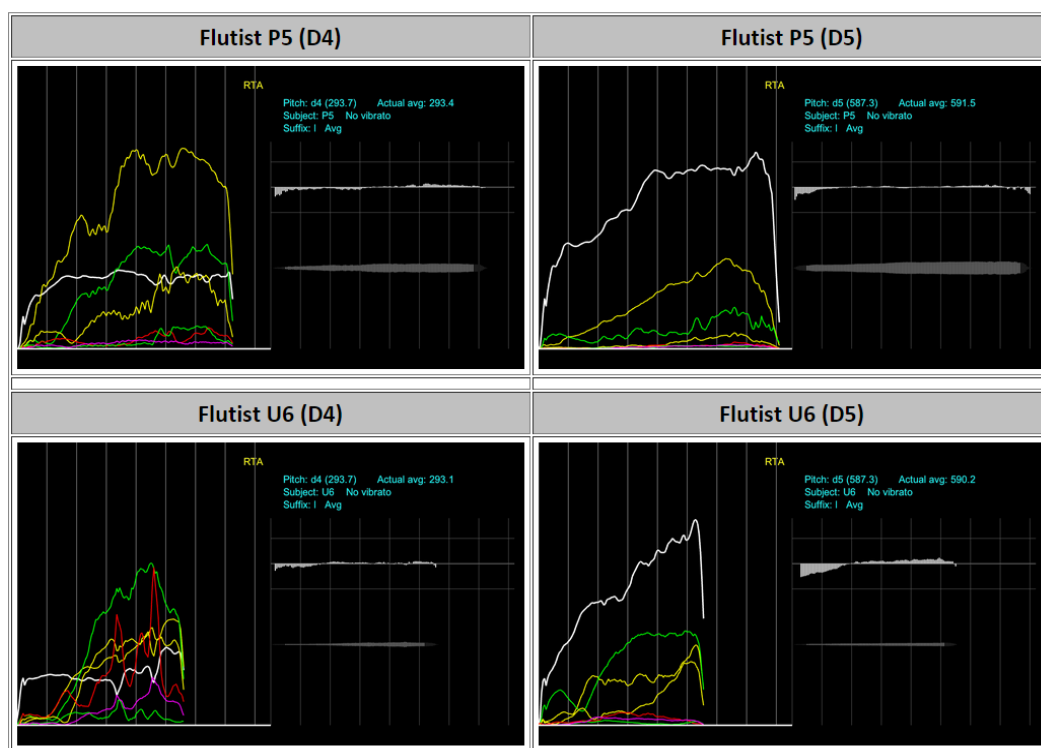 Flutist P5 (D4)
Flutist P5 (D5)
RTA
Pitch: d4 (293.7) Actual avg: 293.4
Subject: P5 No vibrato
Suffix: I Avg
RTA
Pitch: d5 (587.3) Actual avg: 591.5
Subject: P5 No vibrato
Suffix: I Avg
Flutist U6 (D4)
Flutist U6 (D5)
RTA
Pitch: d4 (293.7) Actual avg: 293.1
Subject: U6 No vibrato
Suffix: I Avg
RTA
Pitch: d5 (587.3) Actual avg: 590.2
Subject: U6 No vibrato
Suffix: I Avg